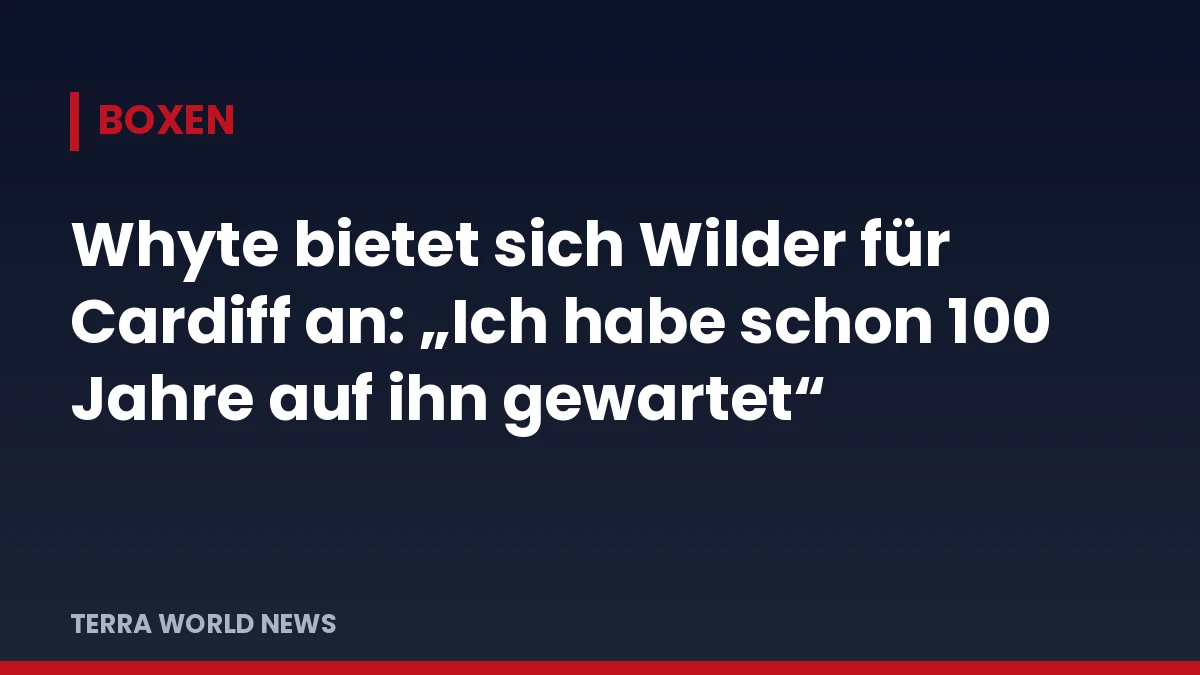 BOXEN
Whyte bietet sich Wilder für
Cardiff an: „Ich habe schon 100
Jahre auf ihn gewartet“
TERRA WORLD NEWS